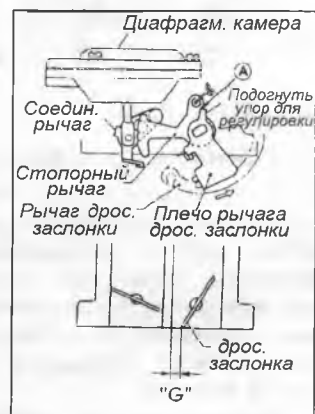 Диафрагм. камера
А
Соедин.
рычаг
Подогнуть
упор для
регулировки
Стопорный
рычаг
Рычаг дрос.
заслонки
Плечо рычага
дрос. заслонки
дрос.
заслонка
"G"